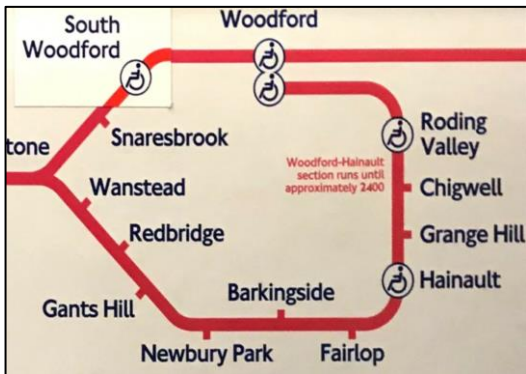 South
Woodford
Woodford
Snaresbrook
tone
Roding
Valley
Woodford-Hainault
section runs until
approximately 2400
Wanstead
Chigwell
Redbridge
Grange Hill
Hainault
Gants Hill
Barkingside
Newbury Park
Fairlop